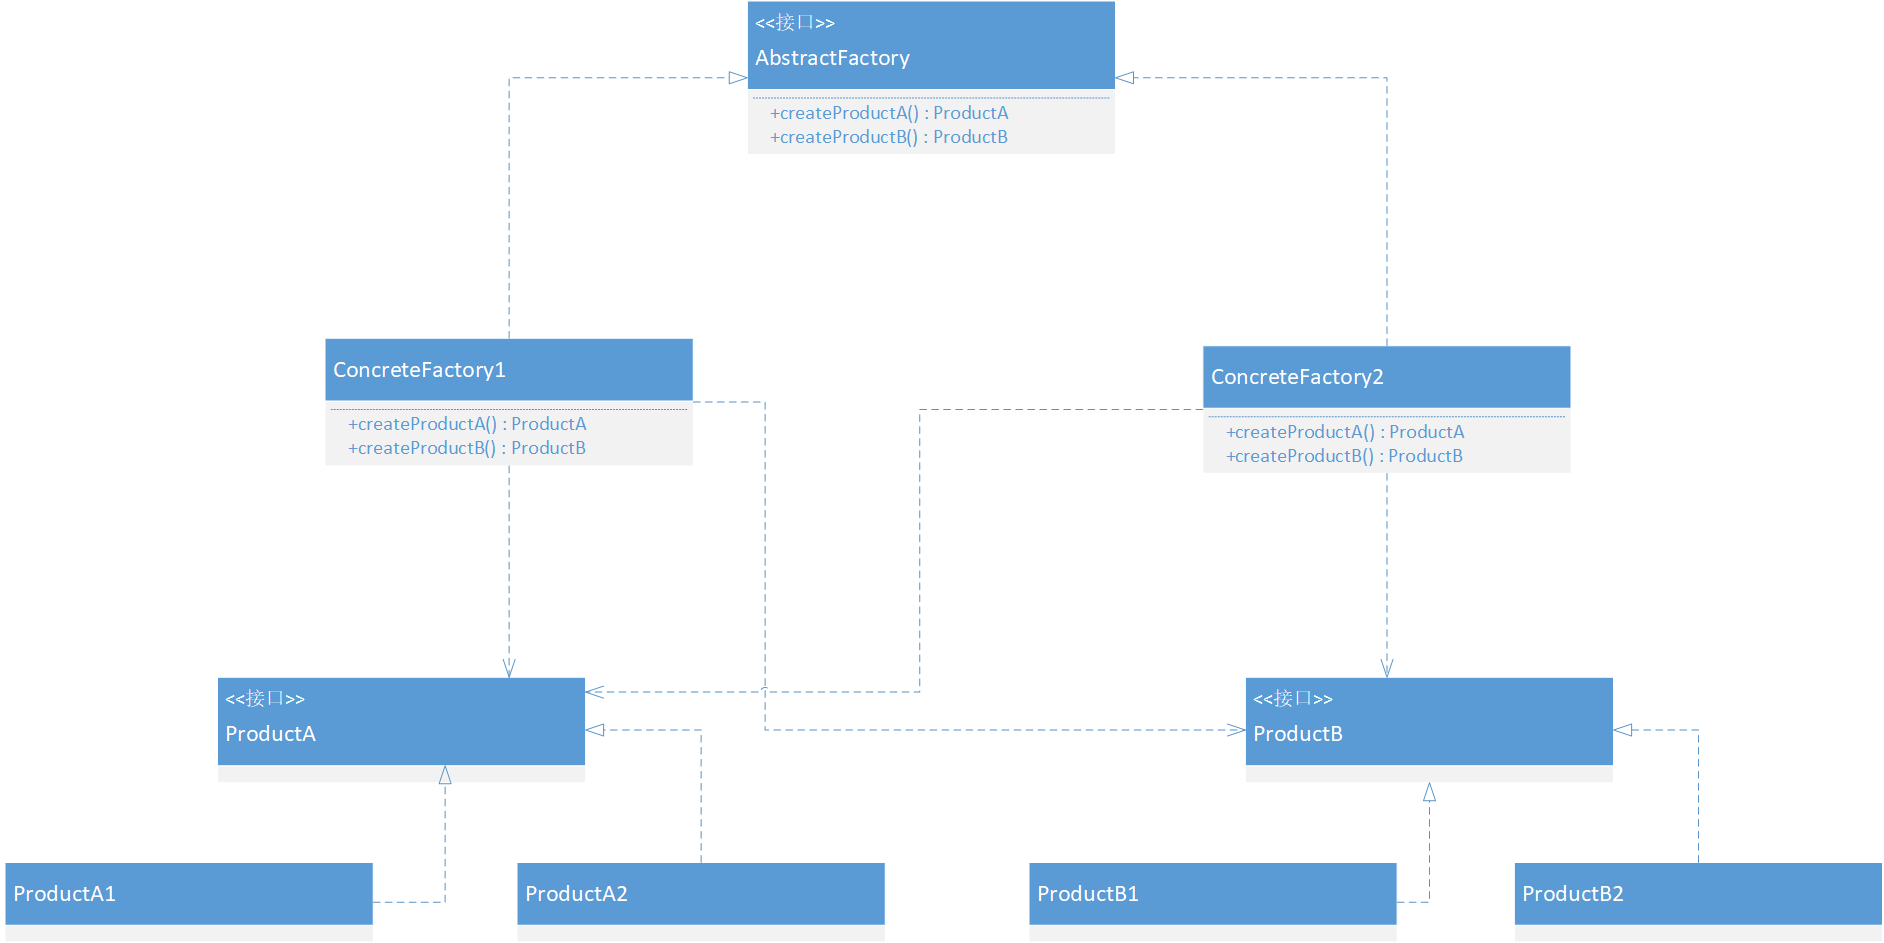 <<接口>>
AbstractFactory
+createProductA() : ProductA
+createProductB() : ProductB
ConcreteFactory1
+createProductA() : ProductA
+createProductB() : ProductB
ConcreteFactory2
+createProductA() : ProductA
+createProductB() : ProductB
<<接口>>
ProductA
<<接口>>
ProductB
ProductA1
ProductA2
ProductB1
ProductB2